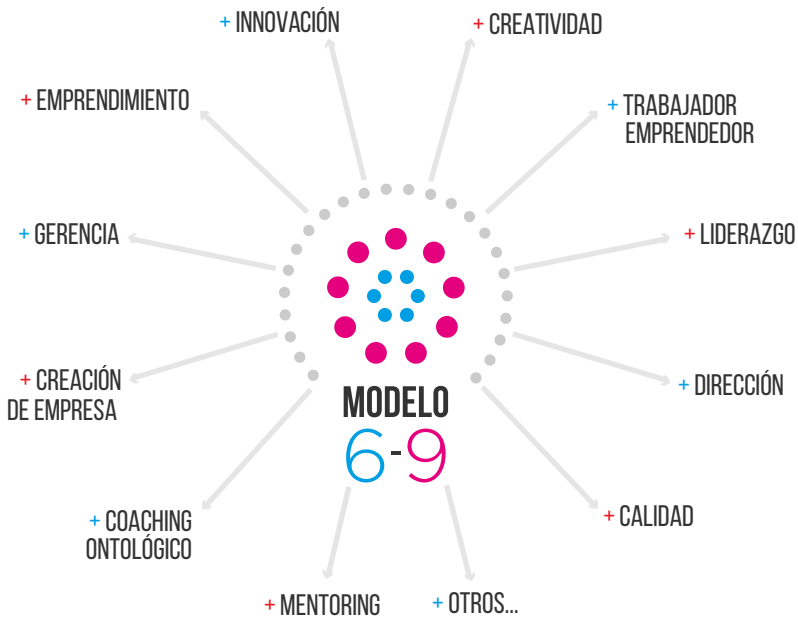 + INNOVACIÓN
+ CREATIVIDAD
+ EMPRENDIMIENTO
+ TRABAJADOR
EMPRENDEDOR
+ GERENCIA
+ LIDERAZGO
+ CREACIÓN
DE EMPRESA
+ DIRECCIÓN
MODELO
6-9
+ COACHING
ONTOLÓGICO
+ CALIDAD
+ MENTORING
+ OTROS...